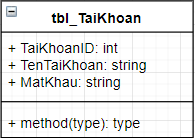 tbl_TaiKhoan
+ TaiKhoanID: int
+ TenTaiKhoan: string
+ MatKhau: string
+ method(type): type